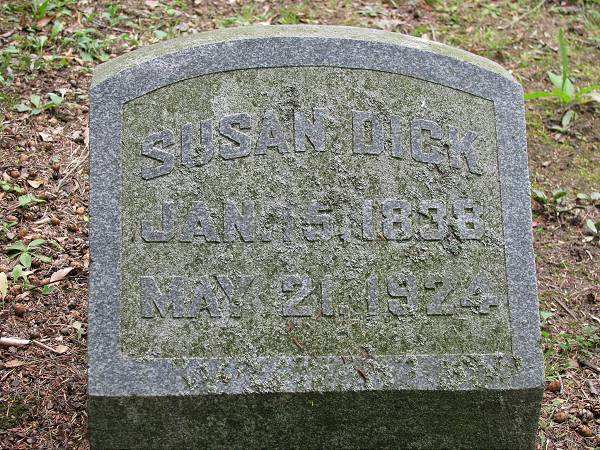 SUSAN DICK
JAN. 15, 1838
MAY 21, 1924